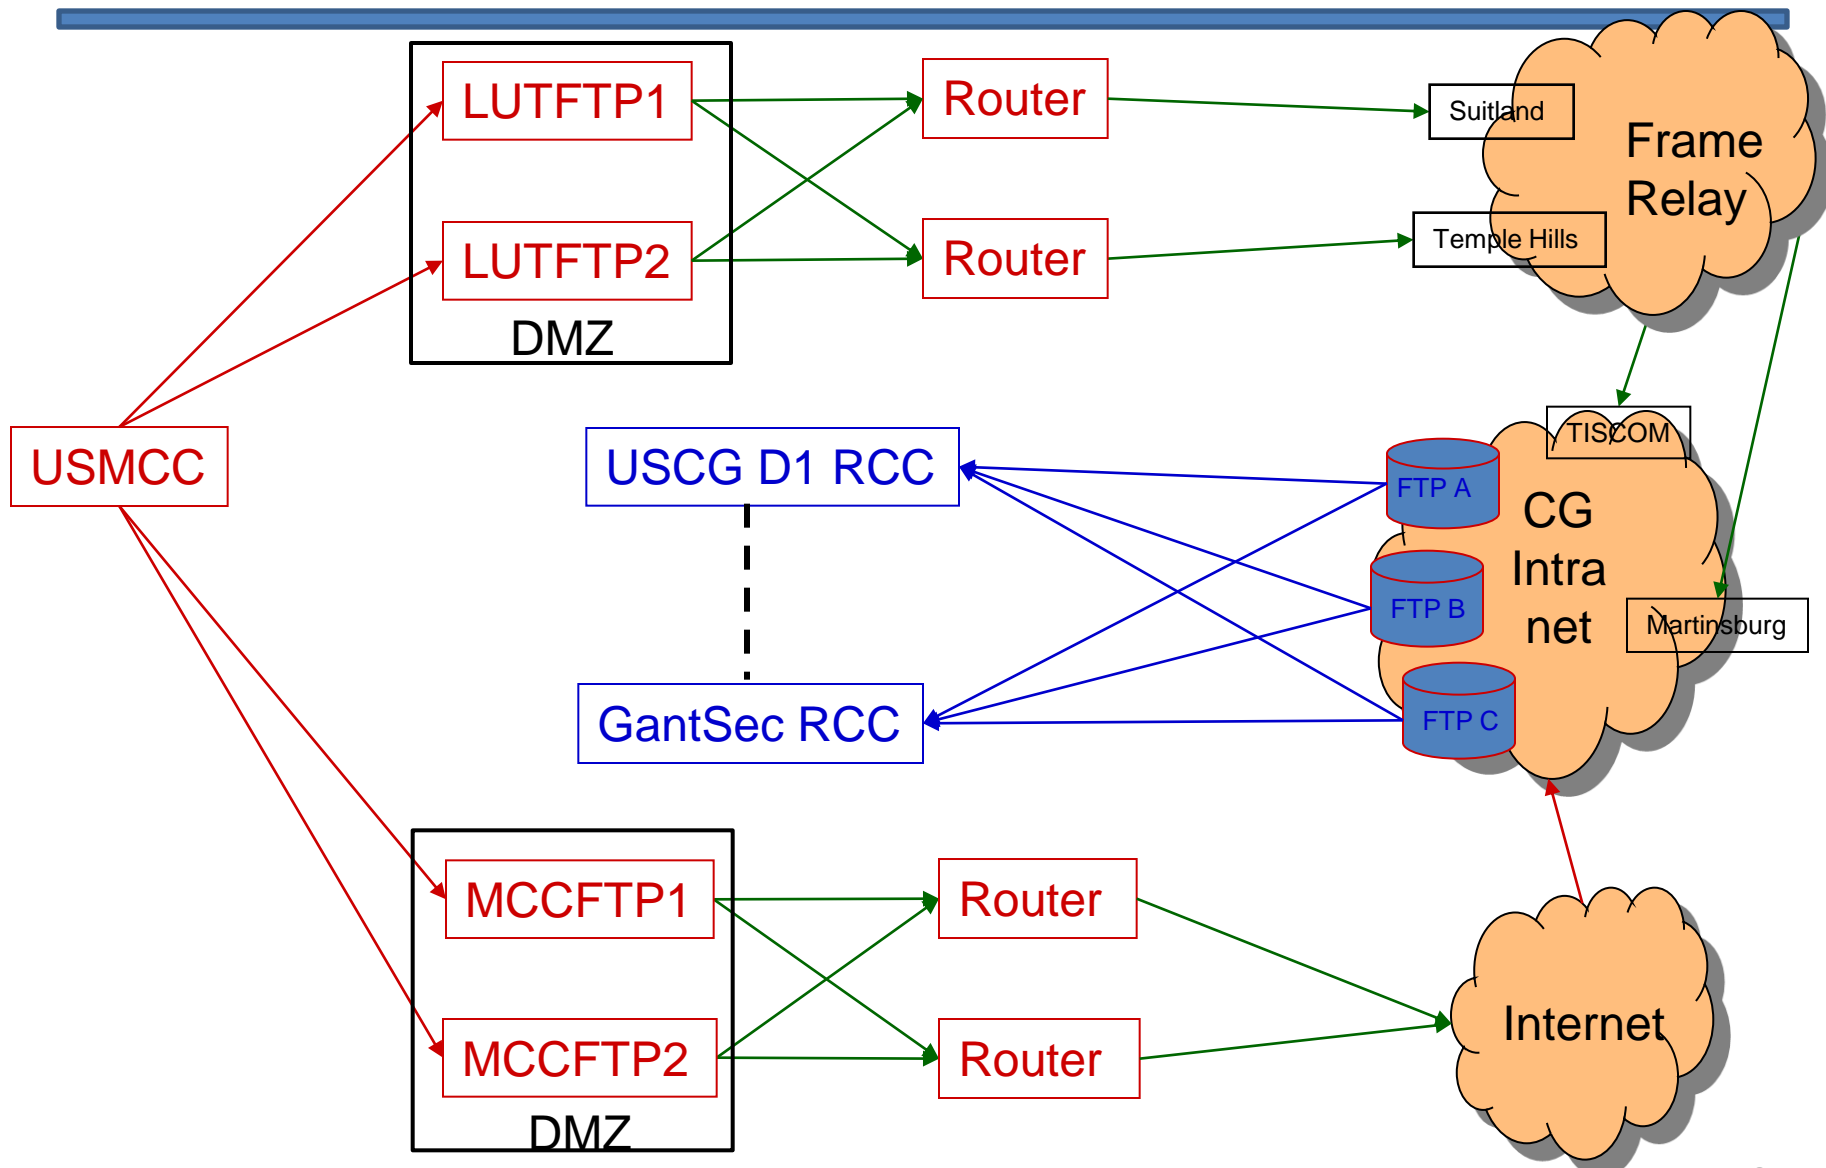 LUTFTP1
Router
Suitland
Frame
Relay
LUTFTP2
Router
Temple Hills
DMZ
USMCC
USCG D1 RCC
TISCOM
FTP A
CG
Intra
net
FTP B
Martinsburg
GantSec RCC
FTP C
MCCFTP1
Router
Internet
MCCFTP2
Router
DMZ